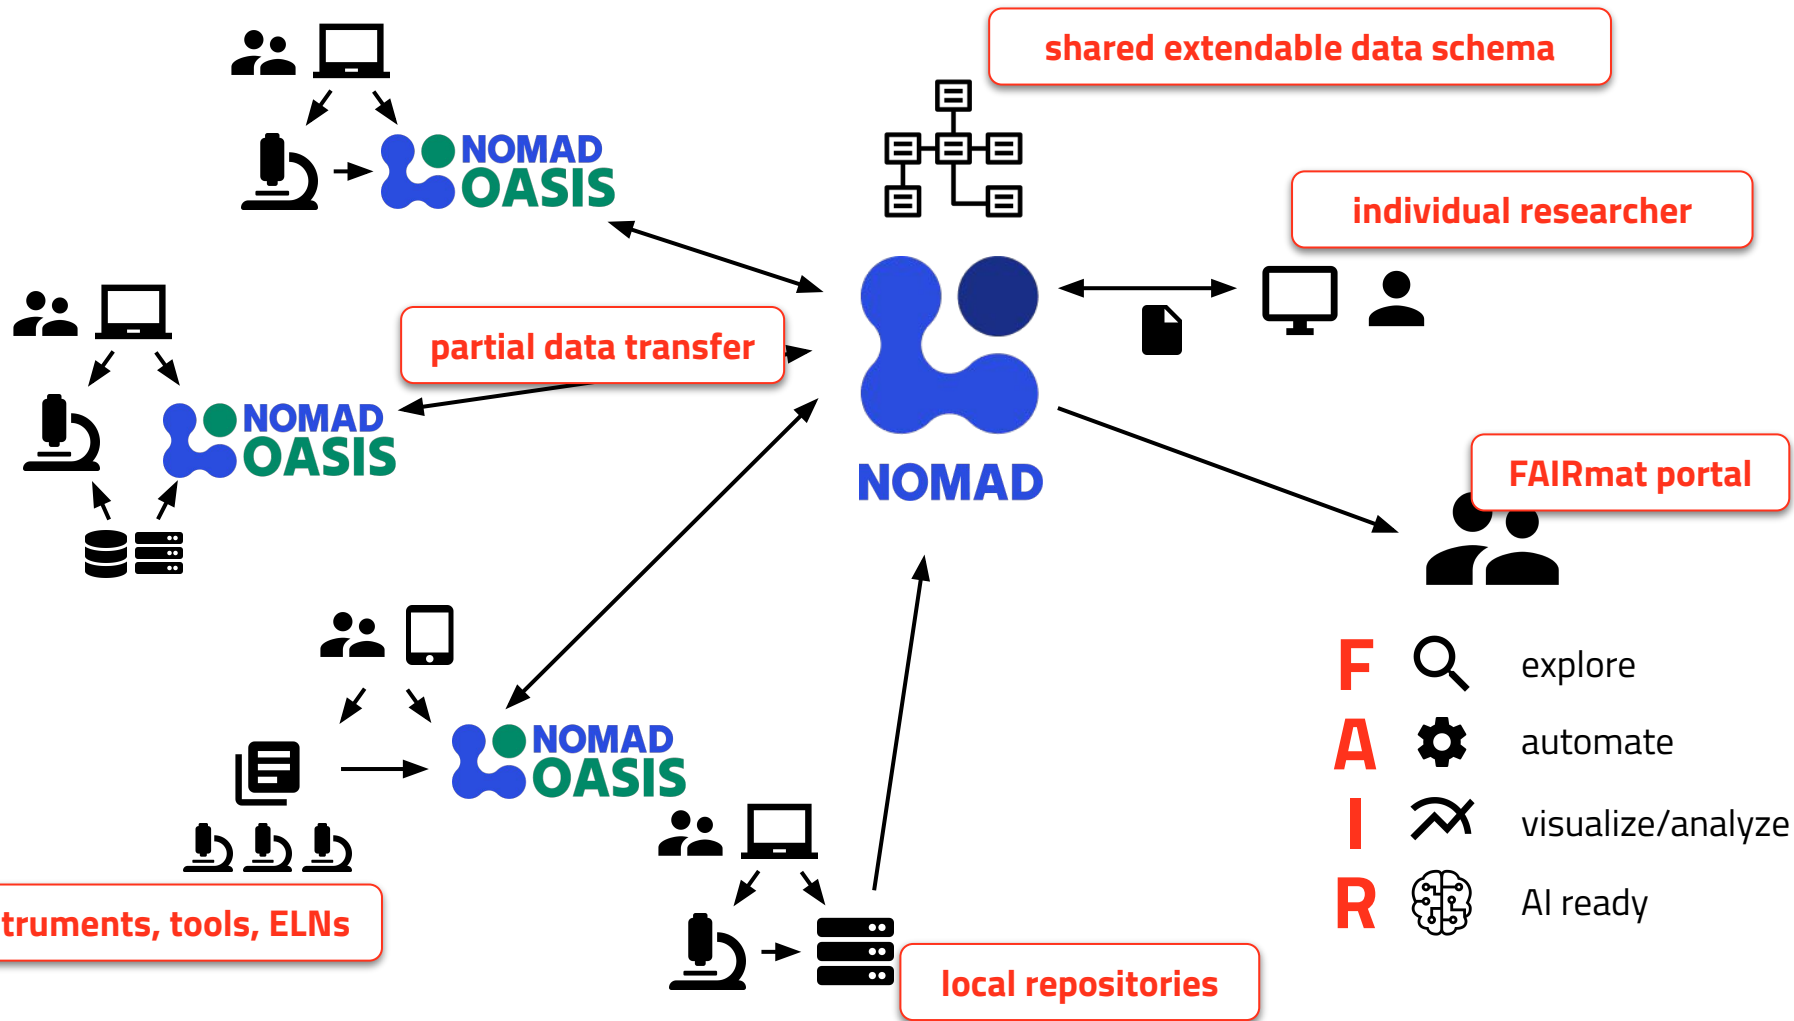 shared extendable data schema
NOMAD
OASIS
individual researcher
partial data transfer
NOMAD
OASIS
NOMAD
FAIRmat portal
F explore
A automate
I visualize/analyze
R AI ready
NOMAD
OASIS
truments, tools, ELNs
local repositories